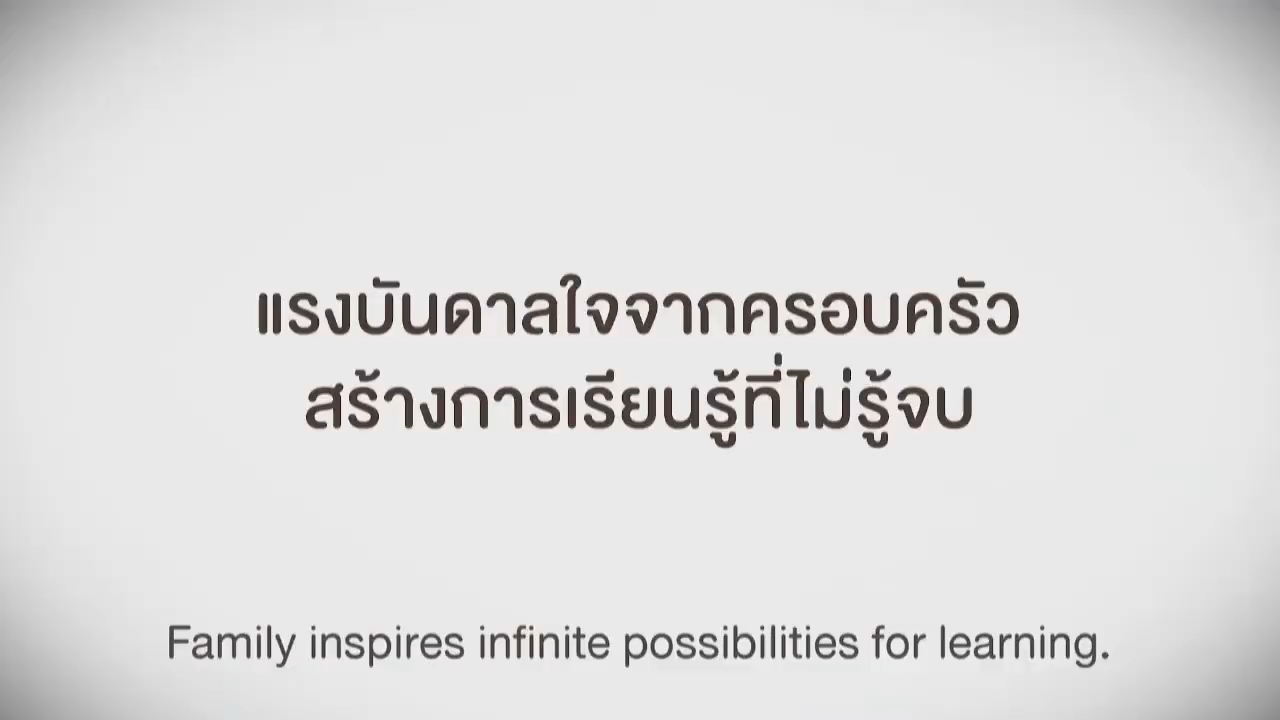 แรงบันดาลใจจากครอบครัว
สร้างการเรียนรู้ที่ไม่รู้จบ
Family inspires infinite possibilities for learning.